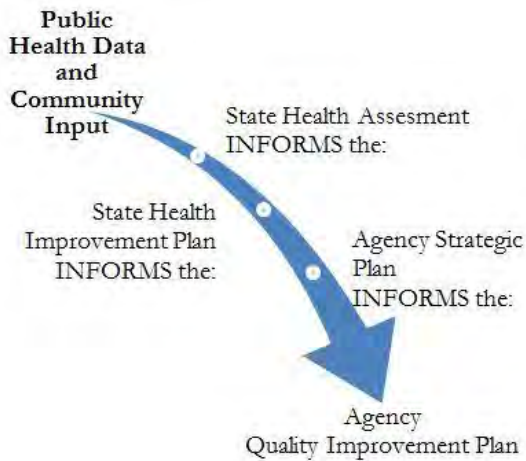 Public
Health Data
and
Community
Input
State Health Assesment
INFORMS the:
State Health
Improvement Plan
INFORMS the:
Agency Strategic
Plan
INFORMS the:
Agency
Quality Improvement Plan